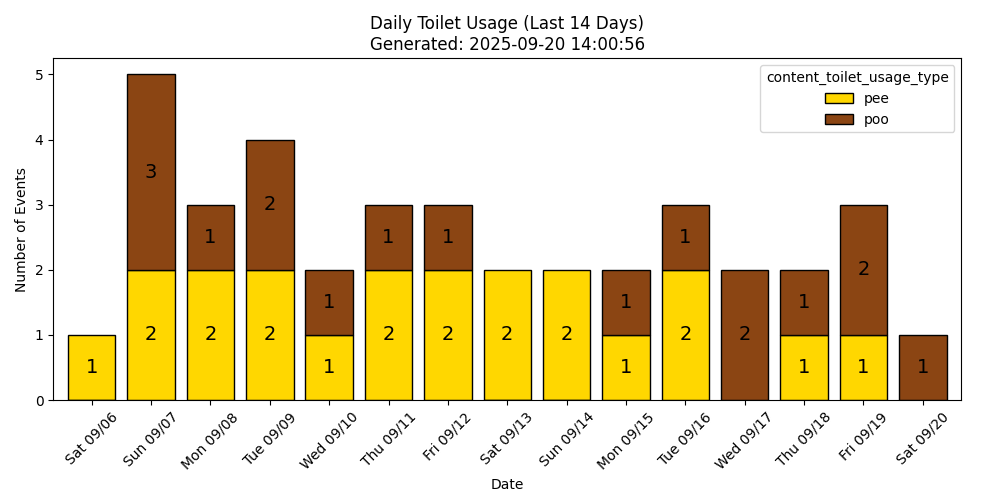 Daily Toilet Usage (Last 14 Days)
Generated: 2025-09-20 14:00:56
content_toilet_usage_type
pee
poo
Number of Events
5
4
3
2
1
0
3
2
1
2
1
1
1
1
1
2
1
2
2
2
2
1
2
2
2
2
1
2
2
1
1
1
1
Sat 09/06
Sun 09/07
Mon 09/08
Tue 09/09
Wed 09/10
Thu 09/11
Fri 09/12
Sat 09/13
Sun 09/14
Mon 09/15
Tue 09/16
Wed 09/17
Thu 09/18
Fri 09/19
Sat 09/20
Date